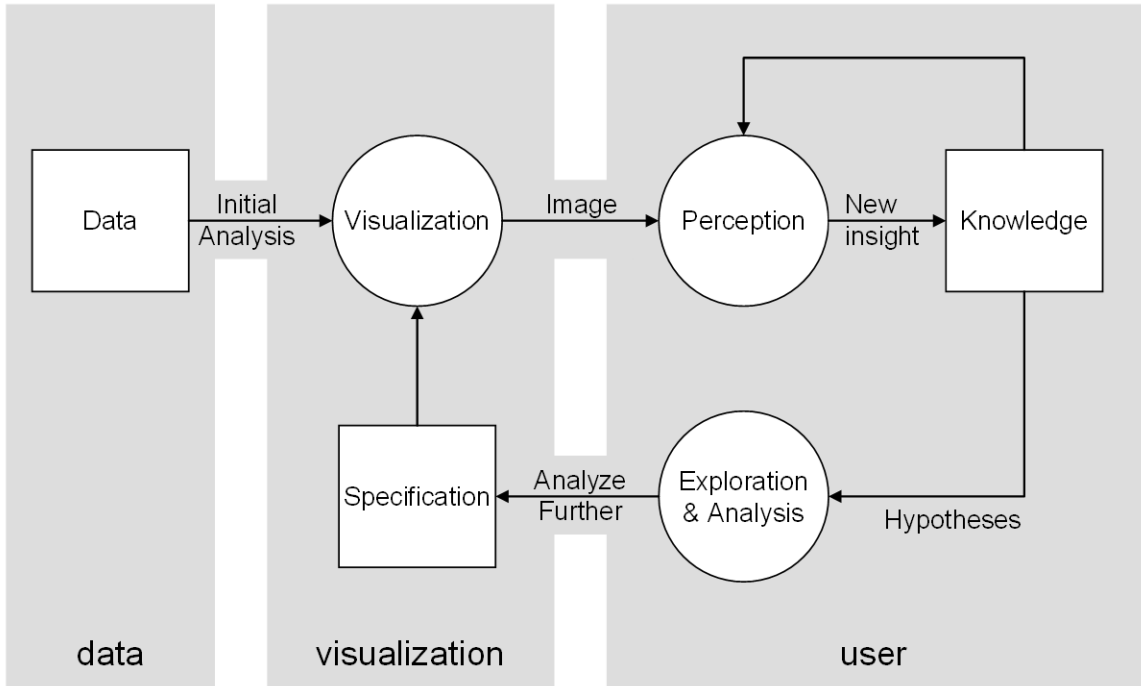 Data
Initial
Analysis
Visualization
Image
Perception
New
insight
Knowledge
Specification
Analyze
Further
Exploration
& Analysis
Hypotheses
data
visualization
user